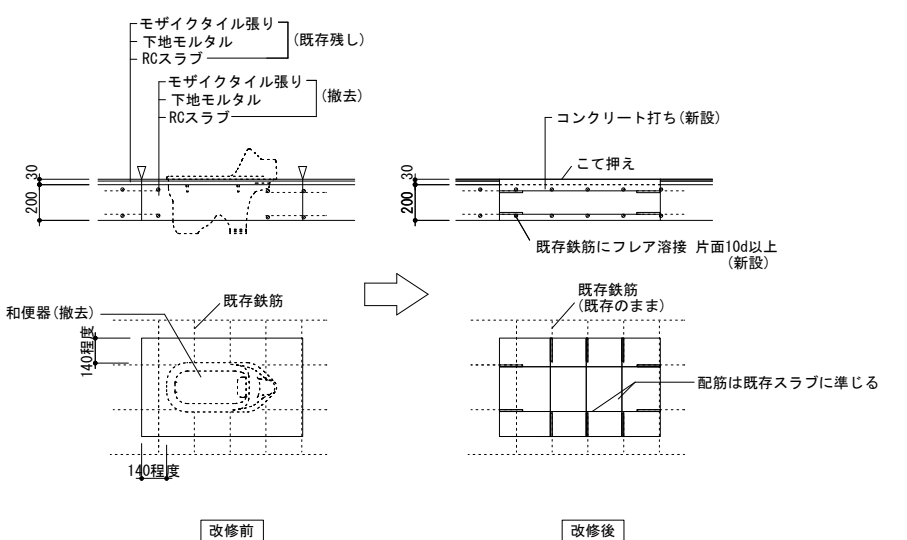 モザイクタイル張り
下地モルタル
RCスラブ
(既存残し)
モザイクタイル張り
下地モルタル
RCスラブ
(撤去)
30
200
和便器(撤去)
既存鉄筋
140程度
140程度
改修前
コンクリート打ち(新設)
こて押え
30
200
既存鉄筋にフレア溶接 片面10d以上
(新設)
既存鉄筋
(既存のまま)
配筋は既存スラブに準じる
改修後